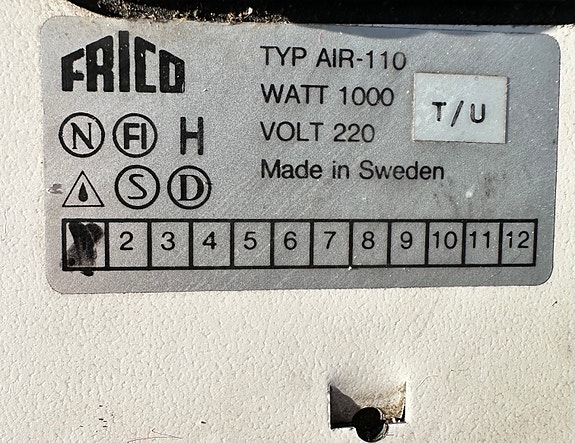 FRICO
TYP AIR-110
WATT 1000
T/U
VOLT 220
N FI H
Made in Sweden
S D
2 3 4 5 6 7 8 9 10 11 12